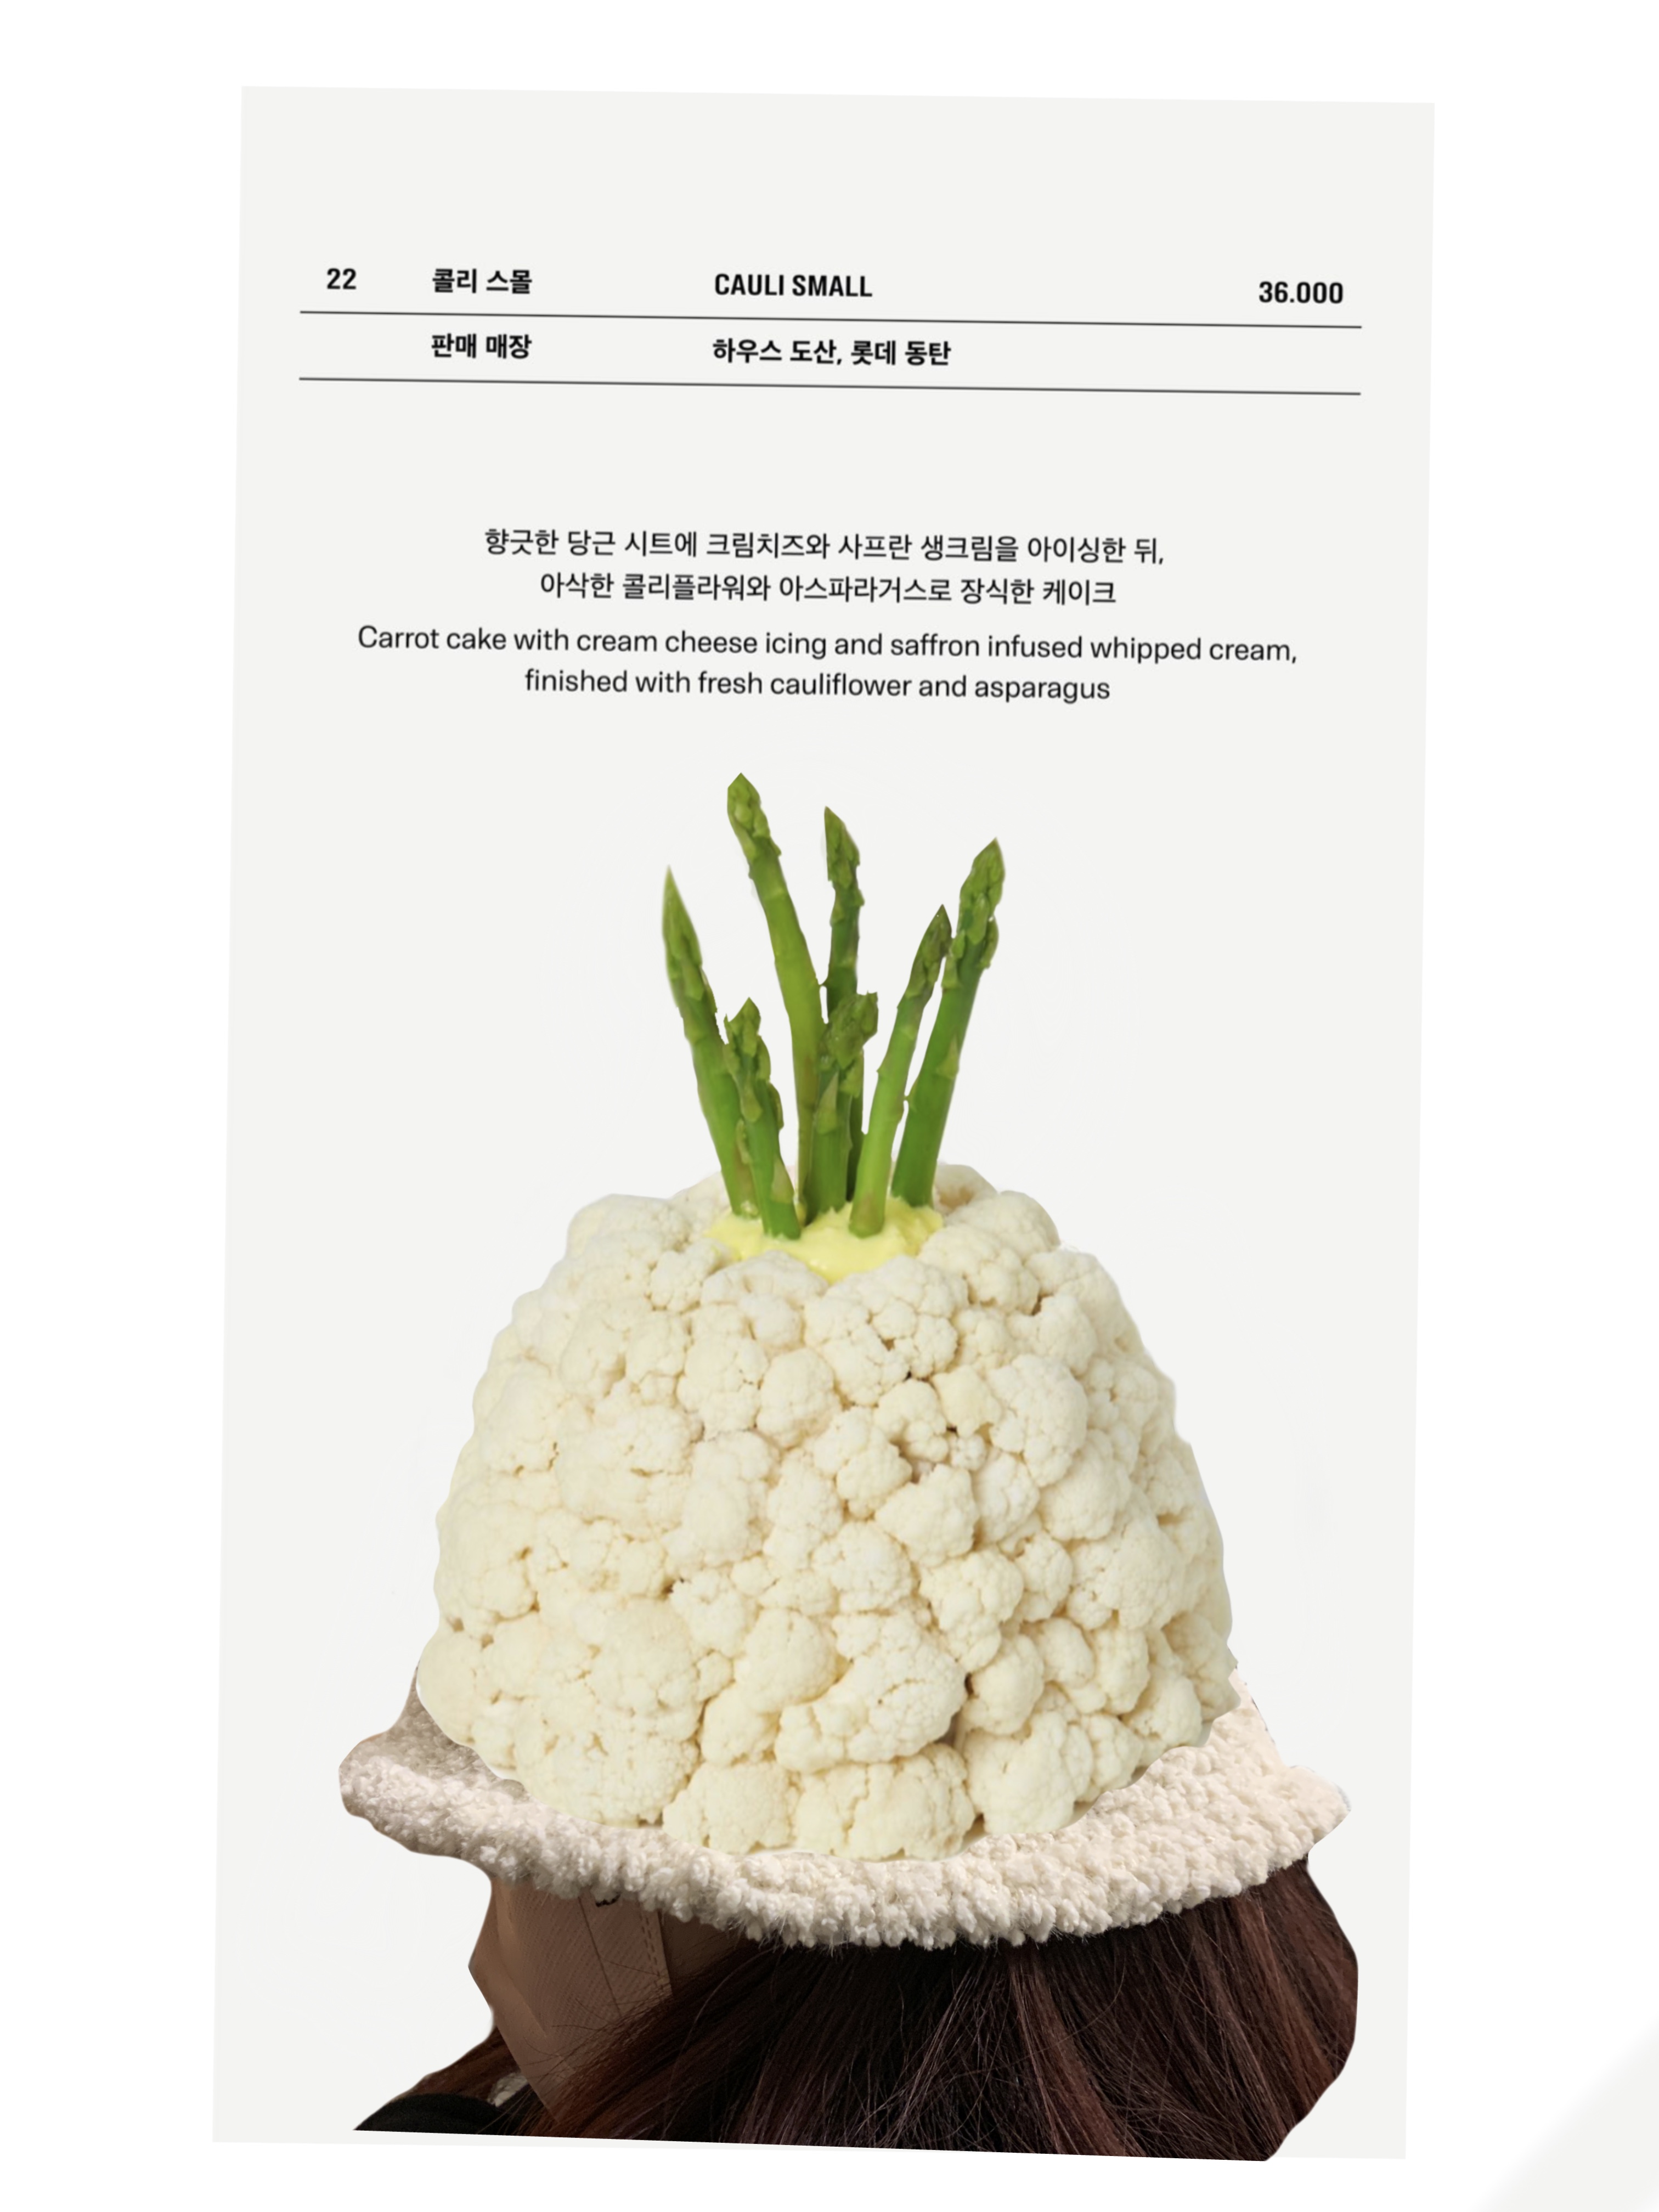 22 콜리 스몰 CAULI SMALL 36.000
판매 매장 하우스 도산, 롯데 동탄
향긋한 당근 시트에 크림치즈와 사프란 생크림을 아이싱한 뒤,
아삭한 콜리플라워와 아스파라거스로 장식한 케이크
Carrot cake with cream cheese icing and saffron infused whipped cream,
finished with fresh cauliflower and asparagus